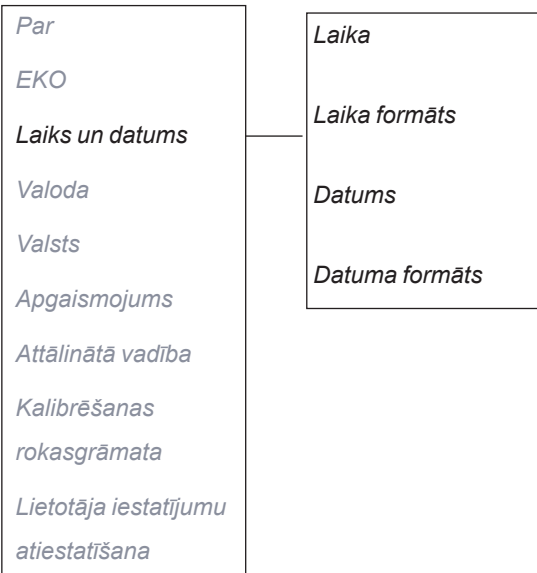 Par
EKO
Laiks un datums
Valoda
Valsts
Apgaismojums
Attālinātā vadība
Kalibrēšanas
rokasgrāmata
Lietotāja iestatījumu
atiestatīšana
Laika
Laika formāts
Datums
Datuma formāts